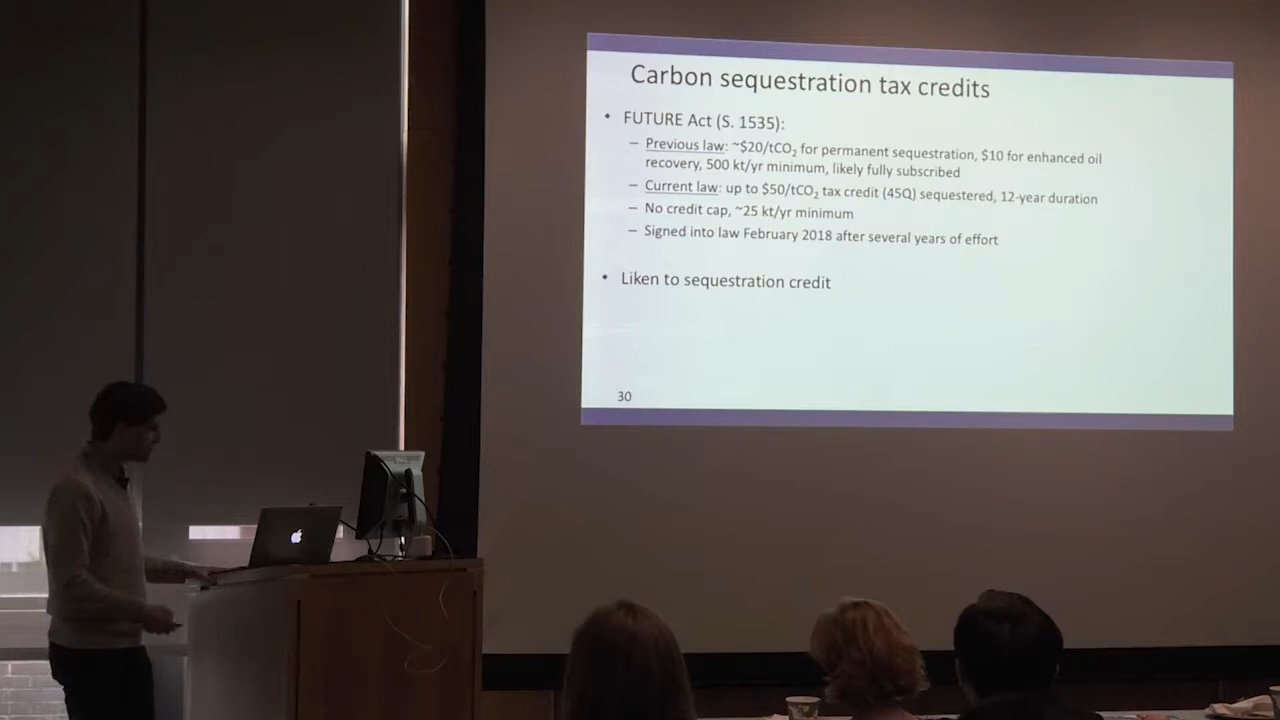 Carbon sequestration tax credits
• FUTURE Act (S. 1535):
– Previous law: ~$20/tCO₂ for permanent sequestration, $10 for enhanced oil
recovery, 500 kt/yr minimum, likely fully subscribed
– Current law: up to $50/tCO₂ tax credit (45Q) sequestered, 12-year duration
– No credit cap, ~25 kt/yr minimum
– Signed into law February 2018 after several years of effort
• Liken to sequestration credit
30